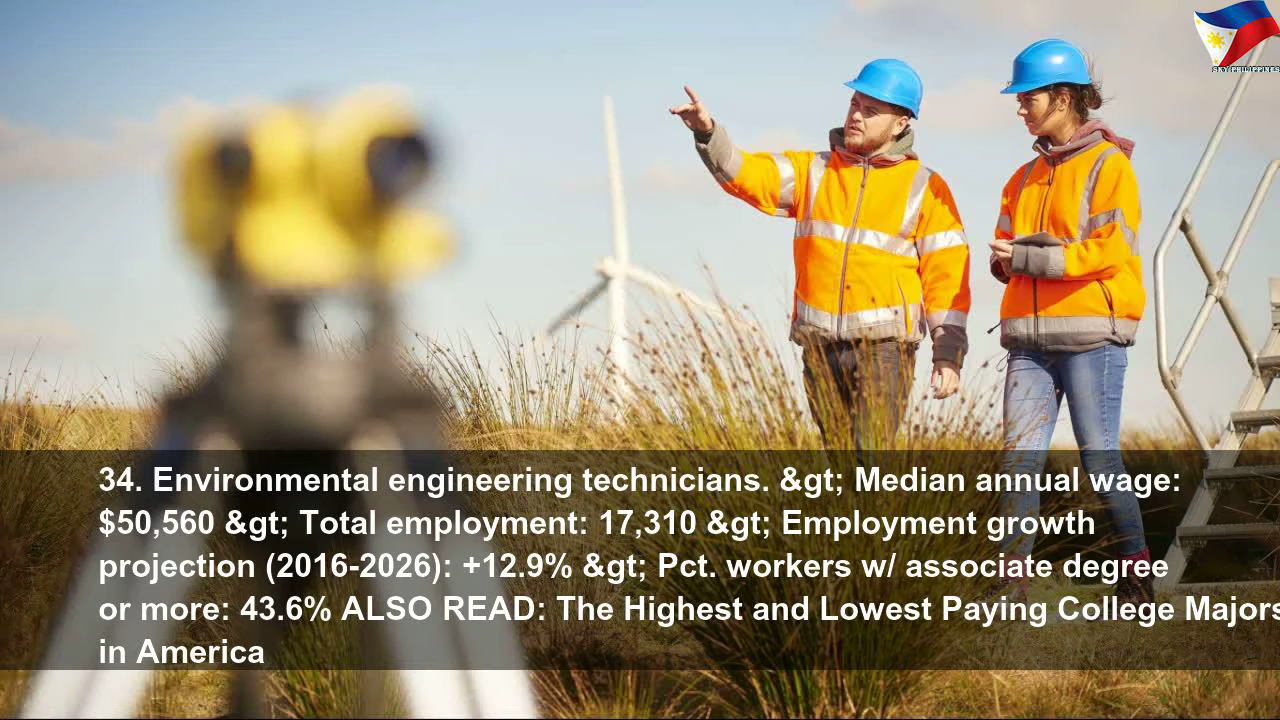 SKY PHILIPPINES
34. Environmental engineering technicians. &gt; Median annual wage:
$50,560 &gt; Total employment: 17,310 &gt; Employment growth
projection (2016-2026): +12.9% &gt; Pct. workers w/ associate degree
or more: 43.6% ALSO READ: The Highest and Lowest Paying College Majors
in America